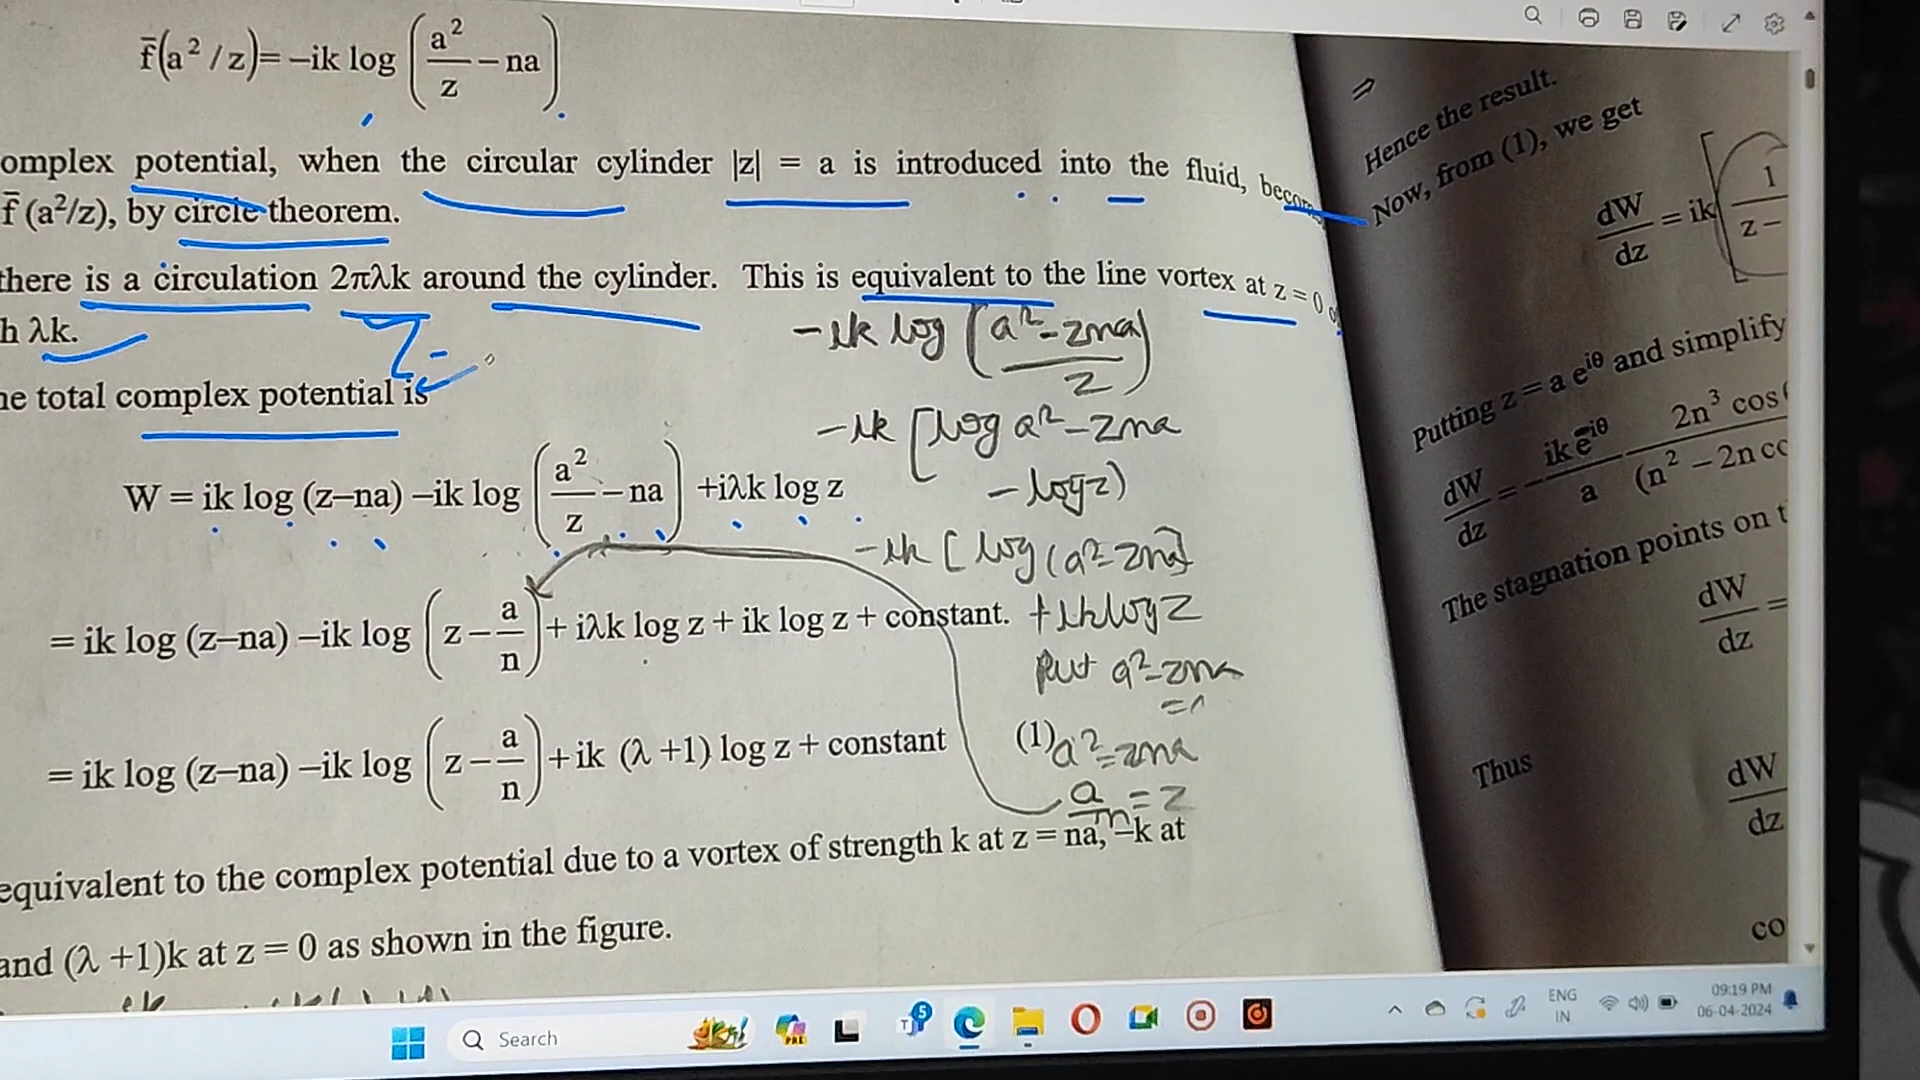 f̄(a²/z)= −ik log (a²/z − na)
omplex potential, when the circular cylinder |z| = a is introduced into the fluid,
f̄ (a²/z), by circle theorem.
there is a circulation 2πλk around the cylinder. This is equivalent to the line vortex at z = 0
h λk.
he total complex potential is
W = ik log (z–na) –ik log (a²/z − na) +iλk log z
= ik log (z–na) –ik log (z − a/n) + iλk log z + ik log z + constant.
= ik log (z–na) –ik log (z − a/n) +ik (λ +1) log z + constant (1)
equivalent to the complex potential due to a vortex of strength k at z = na, –k at
and (λ +1)k at z = 0 as shown in the figure.
−ik log (a²−zna/z)
−ik [log a²−zna
−logz)
−ik [log(a²−zna]
+ik log z
put a²−zna
a²=zna
a/n = z
⇒ Hence the result.
Now, from (1), we get
dW/dz = ik [1/z −
Putting z = a e^iθ and simplify
dW/dz = − ik e^−iθ/a 2n³ cos/(n² − 2n
The stagnation points on t
dW/dz =
Thus
dW/dz
co
Search
PRE
5
ENG
IN
09:19 PM
06-04-2024